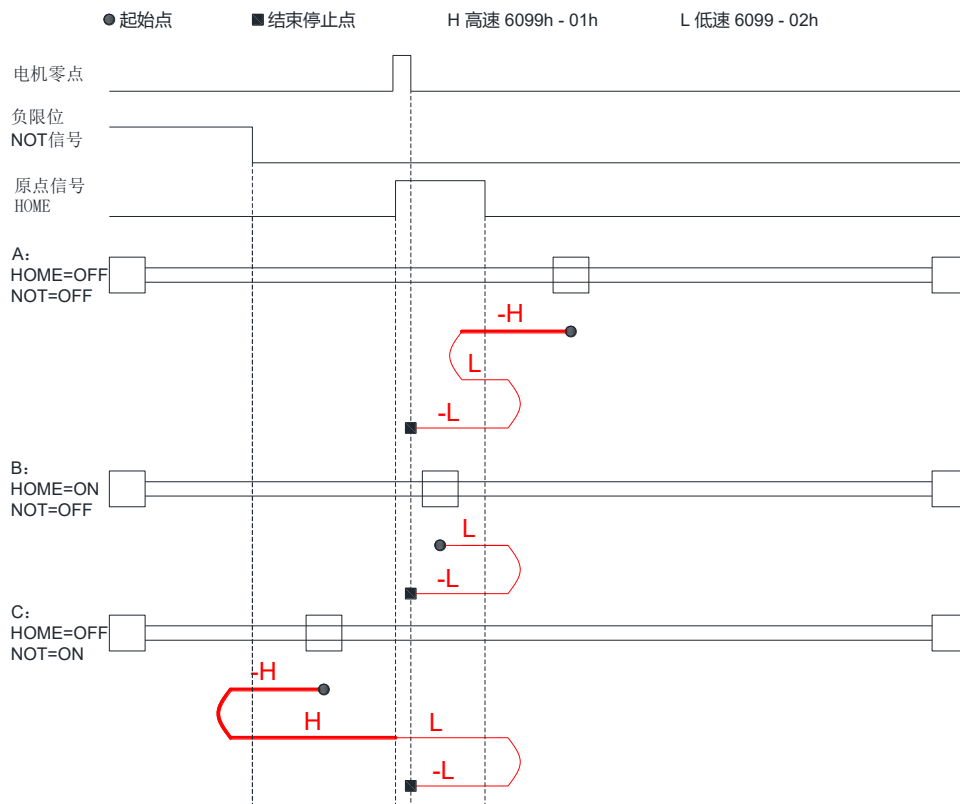 起始点 结束停止点 H 高速 6099h - 01h L 低速 6099 - 02h
电机零点
负限位
NOT信号
原点信号
HOME
A:
HOME=OFF
NOT=OFF
-H
L
-L
B:
HOME=ON
NOT=OFF
L
-L
C:
HOME=OFF
NOT=ON
-H
H L
-L